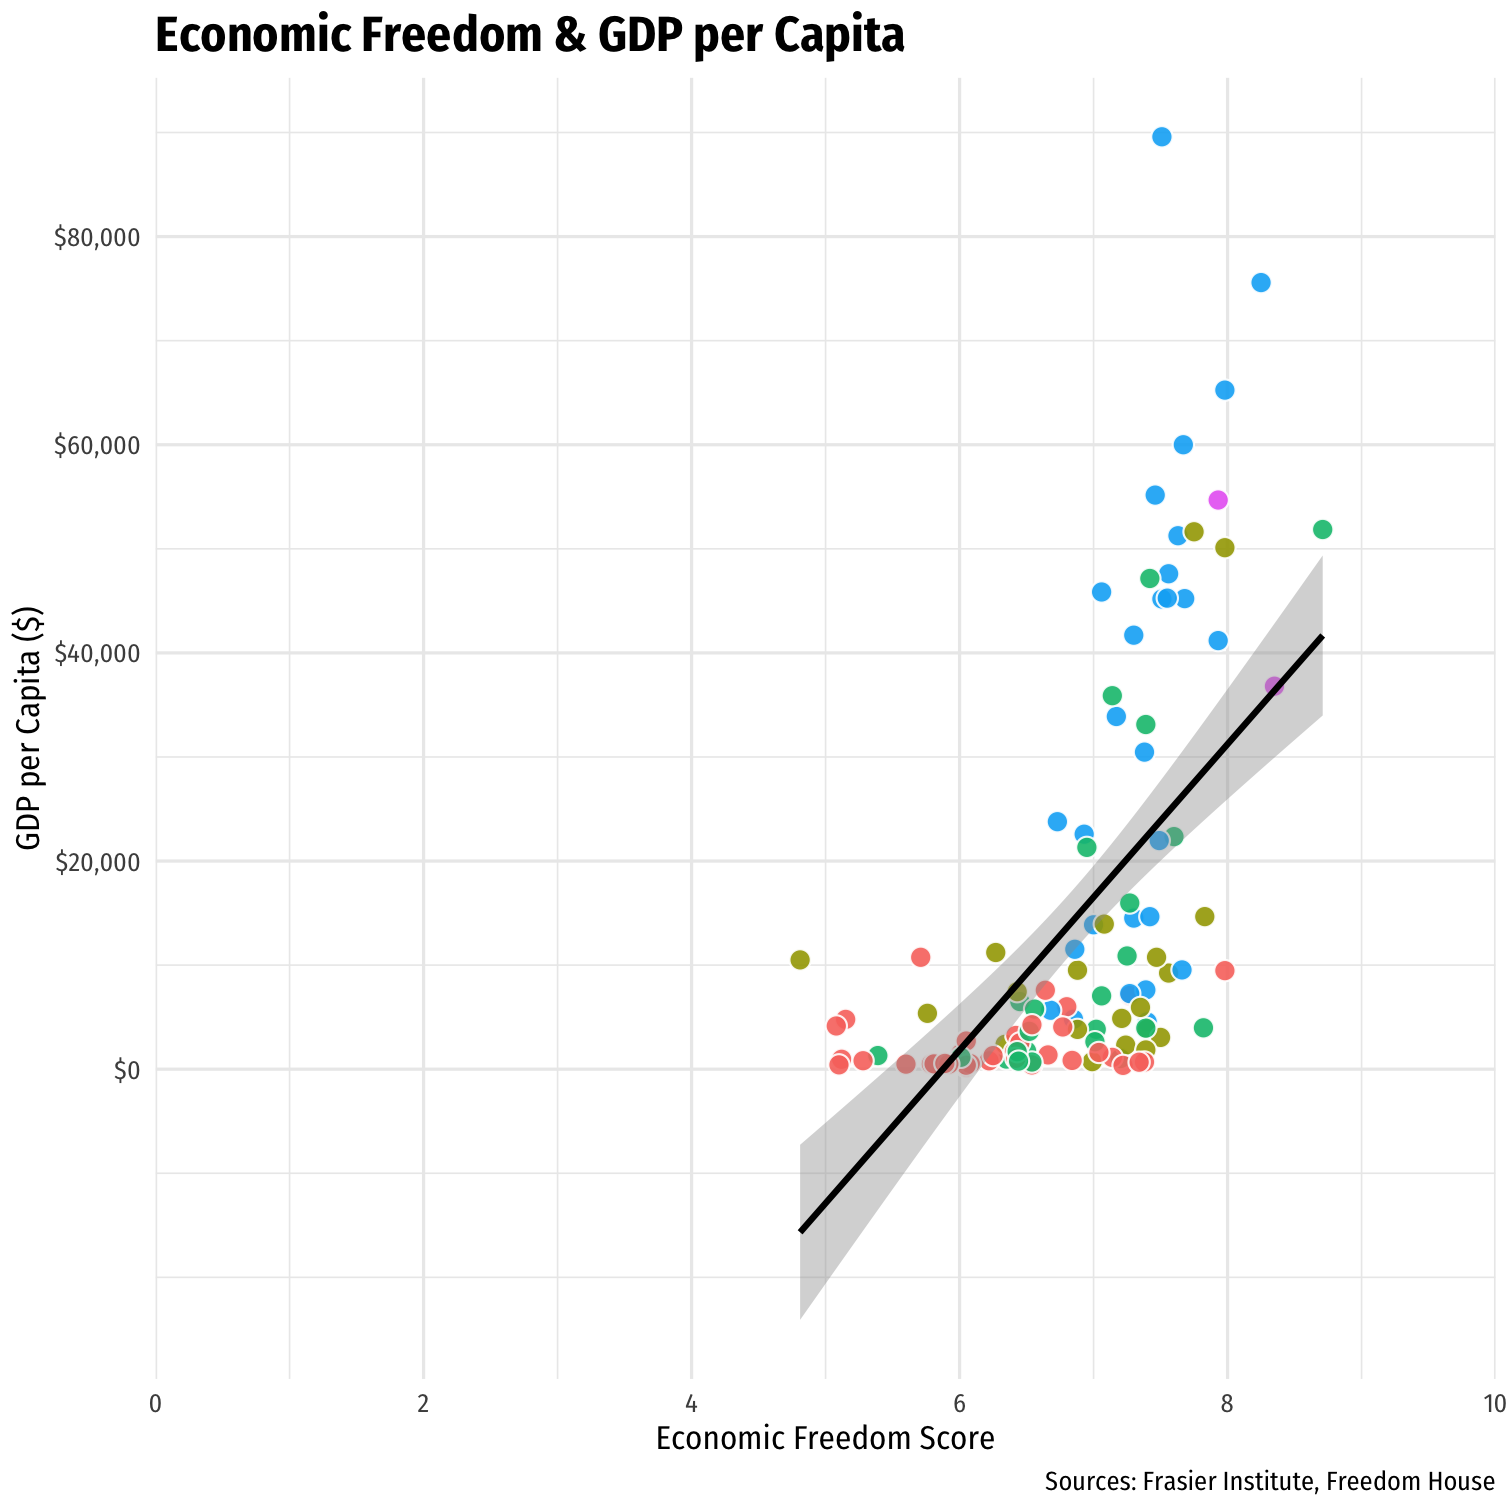 Economic Freedom & GDP per Capita
GDP per Capita ($)
$80,000
$60,000
$40,000
$20,000
$0
0 2 4 6 8 10
Economic Freedom Score
Sources: Frasier Institute, Freedom House